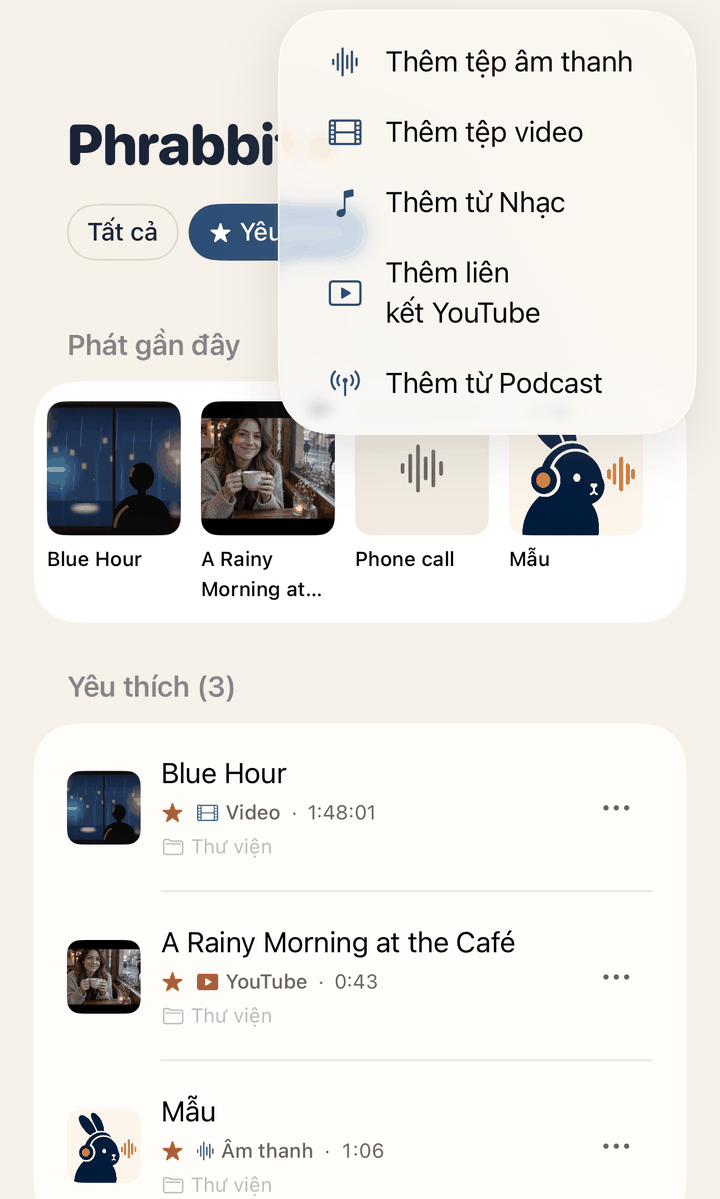 Thêm tệp âm thanh
Thêm tệp video
Thêm từ Nhạc
Thêm liên
kết YouTube
Thêm từ Podcast
Phrabbi
Tất cả
Yêu
Phát gần đây
Blue Hour
A Rainy
Morning at...
Phone call
Mẫu
Yêu thích (3)
Blue Hour
Video · 1:48:01
Thư viện
A Rainy Morning at the Café
YouTube · 0:43
Thư viện
Mẫu
Âm thanh · 1:06
Thư viện